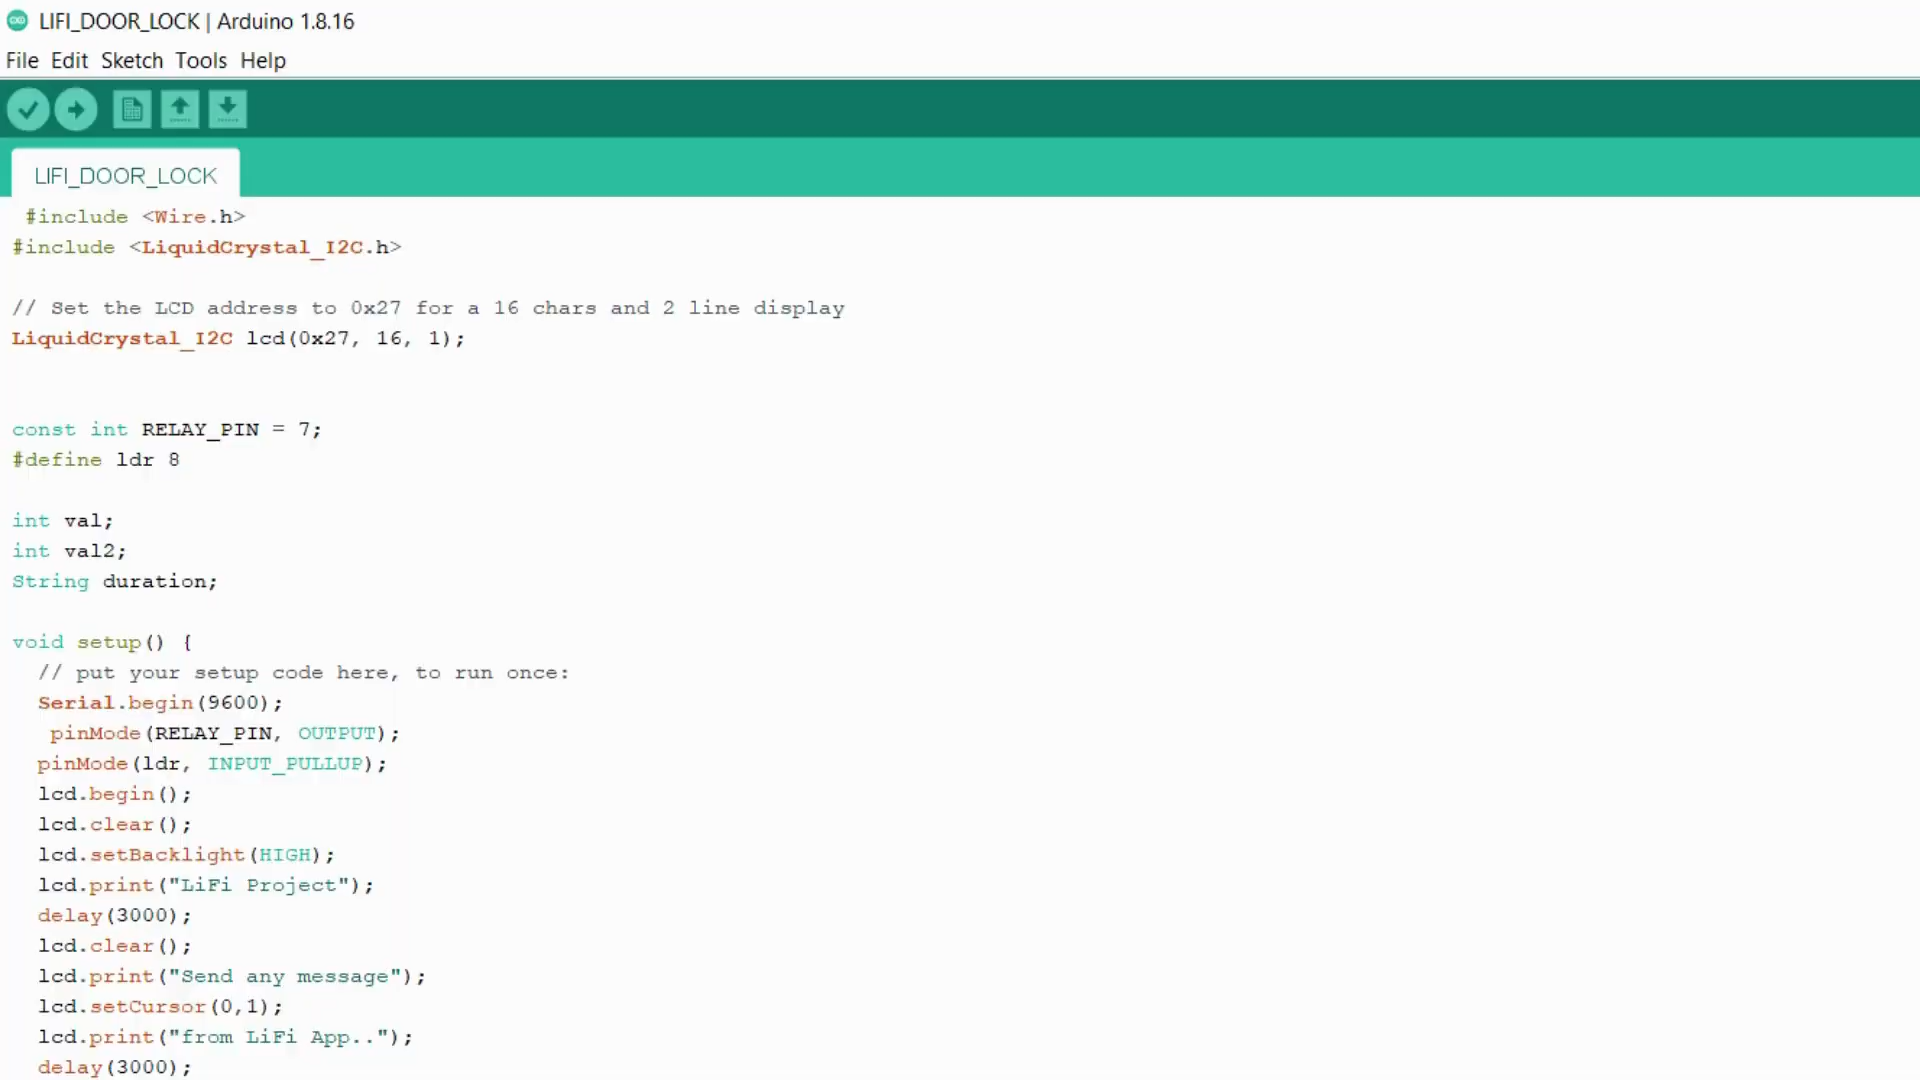 LIFI_DOOR_LOCK | Arduino 1.8.16
File Edit Sketch Tools Help
LIFI_DOOR_LOCK
#include <Wire.h>
#include <LiquidCrystal_I2C.h>
// Set the LCD address to 0x27 for a 16 chars and 2 line display
LiquidCrystal_I2C lcd(0x27, 16, 1);
const int RELAY_PIN = 7;
#define ldr 8
int val;
int val2;
String duration;
void setup() {
// put your setup code here, to run once:
Serial.begin(9600);
pinMode(RELAY_PIN, OUTPUT);
pinMode(ldr, INPUT_PULLUP);
lcd.begin();
lcd.clear();
lcd.setBacklight(HIGH);
lcd.print("LiFi Project");
delay(3000);
lcd.clear();
lcd.print("Send any message");
lcd.setCursor(0,1);
lcd.print("from LiFi App..");
delay(3000);